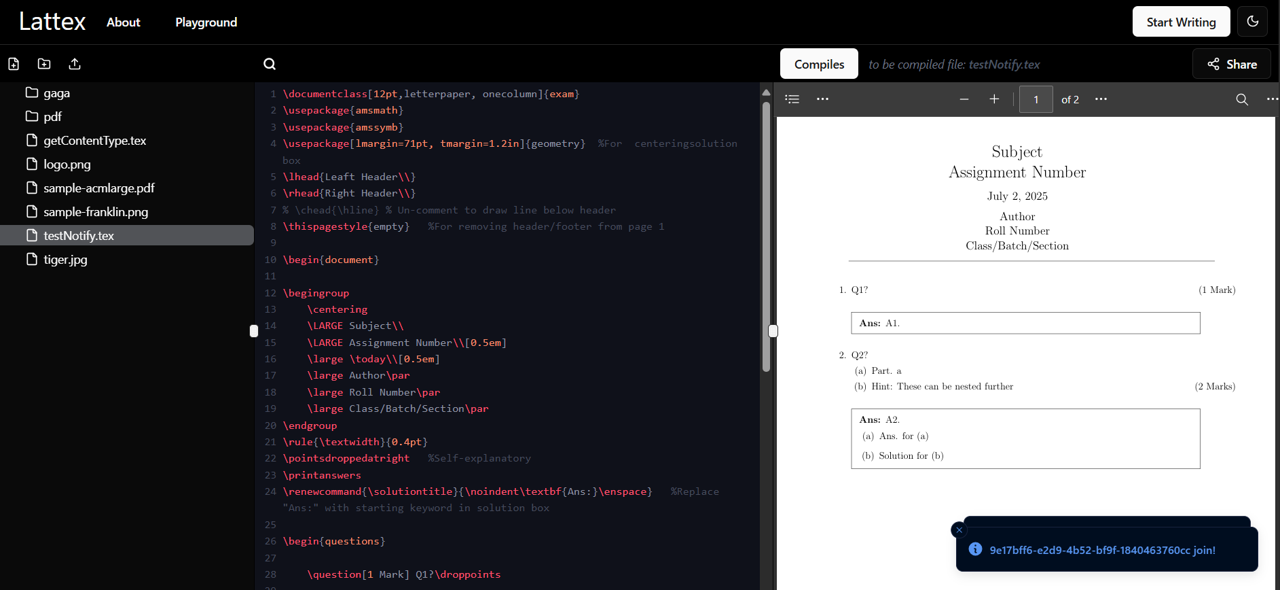 Lattex
About
Playground
Start Writing
Compiles
to be compiled file: testNotify.tex
Share
gaga
pdf
getContentType.tex
logo.png
sample-acmlarge.pdf
sample-franklin.png
testNotify.tex
tiger.jpg
1 \documentclass[12pt,letterpaper, onecolumn]{exam}
2 \usepackage{amsmath}
3 \usepackage{amssymb}
4 \usepackage[lmargin=71pt, tmargin=1.2in]{geometry}  %For  centeringsolution
box
5 \lhead{Leaft Header\\}
6 \rhead{Right Header\\}
7 % \chead{\hline} % Un-comment to draw line below header
8 \thispagestyle{empty}   %For removing header/footer from page 1
9
10 \begin{document}
11
12 \begingroup
13     \centering
14     \LARGE Subject\\
15     \LARGE Assignment Number\\[0.5em]
16     \large \today\\[0.5em]
17     \large Author\par
18     \large Roll Number\par
19     \large Class/Batch/Section\par
20 \endgroup
21 \rule{\textwidth}{0.4pt}
22 \pointsdroppedatright   %Self-explanatory
23 \printanswers
24 \renewcommand{\solutiontitle}{\noindent\textbf{Ans:}\enspace}   %Replace
"Ans:" with starting keyword in solution box
25
26 \begin{questions}
27
28     \question[1 Mark] Q1?\droppoints
1 of 2
Subject
Assignment Number
July 2, 2025
Author
Roll Number
Class/Batch/Section
1. Q1? (1 Mark)
Ans: A1.
2. Q2?
(a) Part. a
(b) Hint: These can be nested further (2 Marks)
Ans: A2.
(a) Ans. for (a)
(b) Solution for (b)
9e17bff6-e2d9-4b52-bf9f-1840463760cc join!